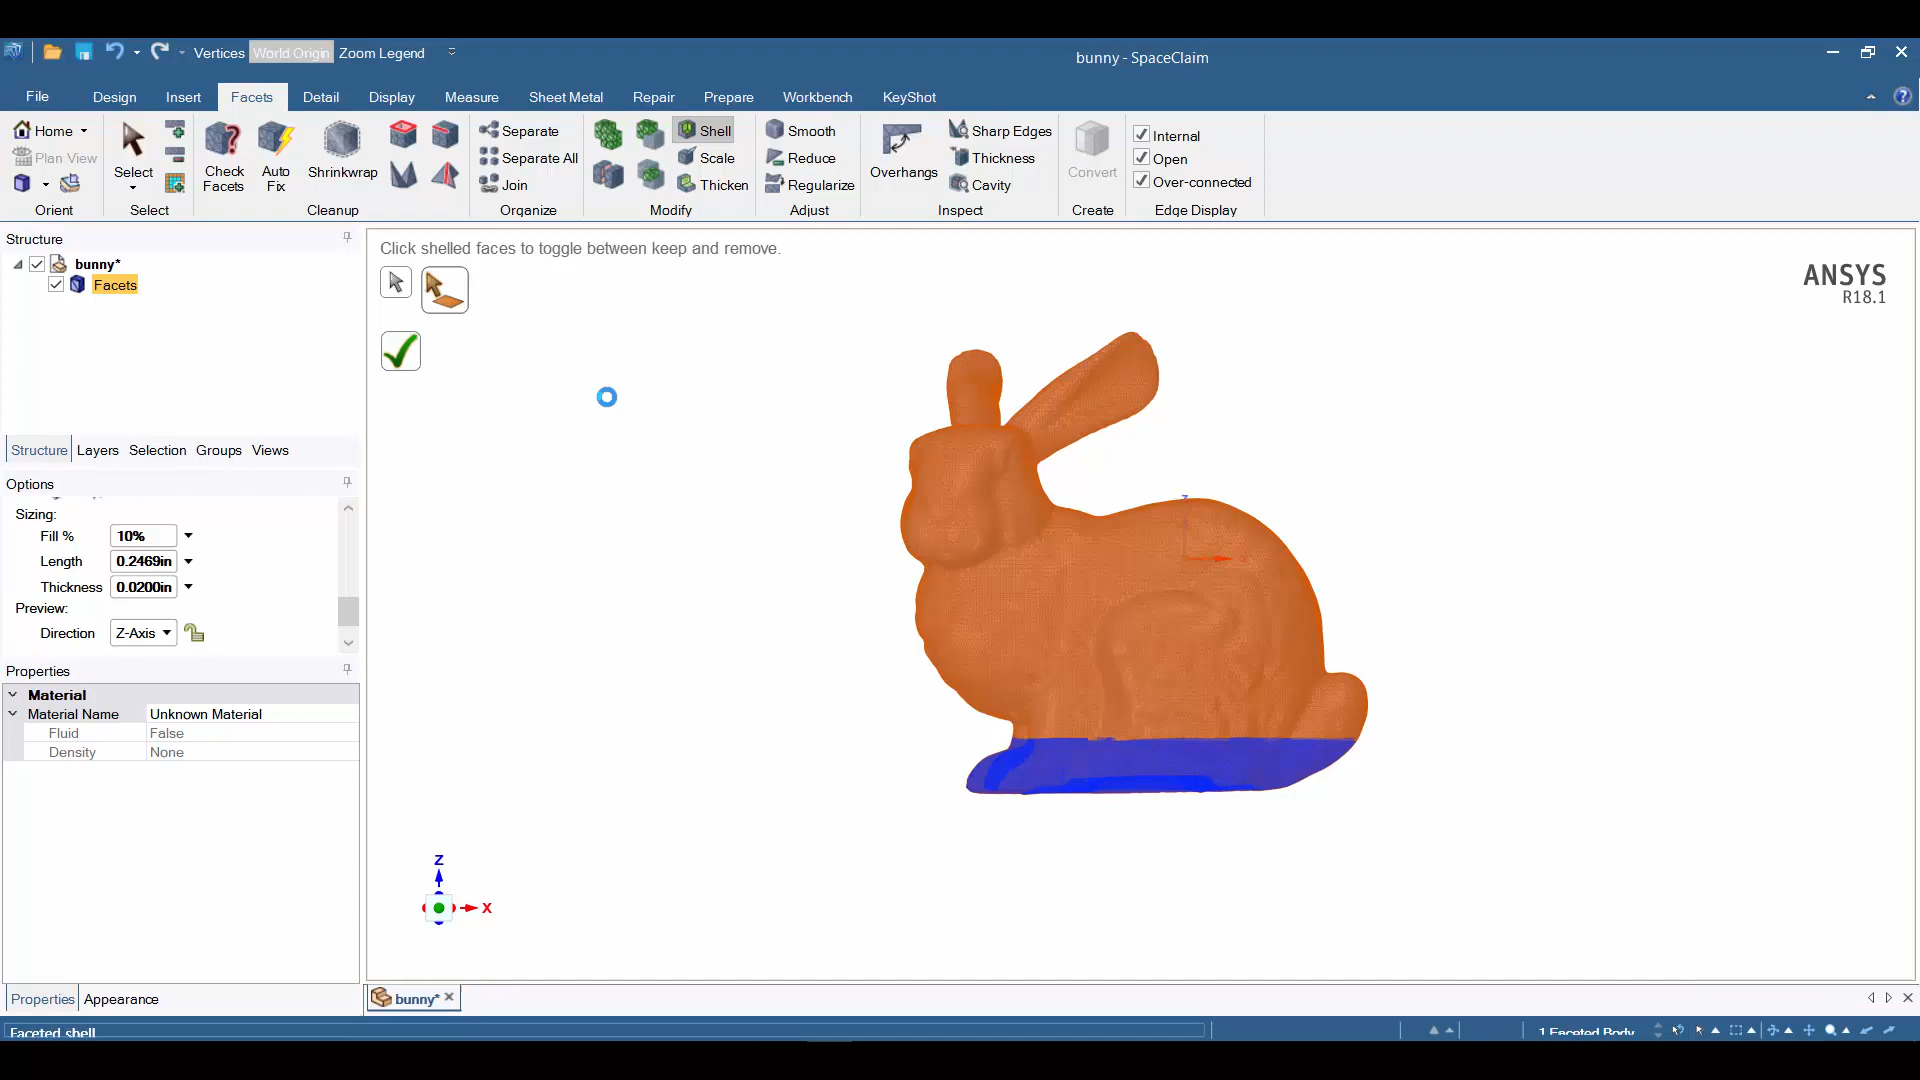 Vertices World Origin Zoom Legend
bunny - SpaceClaim
File Design Insert Facets Detail Display Measure Sheet Metal Repair Prepare Workbench KeyShot
Home
Plan View
Orient
Select
Select
Check Facets
Auto Fix
Shrinkwrap
Cleanup
Separate
Separate All
Join
Organize
Shell
Scale
Thicken
Modify
Smooth
Reduce
Regularize
Adjust
Overhangs
Sharp Edges
Thickness
Cavity
Inspect
Convert
Create
Internal
Open
Over-connected
Edge Display
Structure
bunny*
Facets
Structure Layers Selection Groups Views
Options
Sizing:
Fill % 10%
Length 0.2469in
Thickness 0.0200in
Preview:
Direction Z-Axis
Properties
Material
Material Name Unknown Material
Fluid False
Density None
Properties Appearance
Click shelled faces to toggle between keep and remove.
ANSYS
R18.1
Z
Z
X
bunny*
Faceted shell
1 Faceted Body